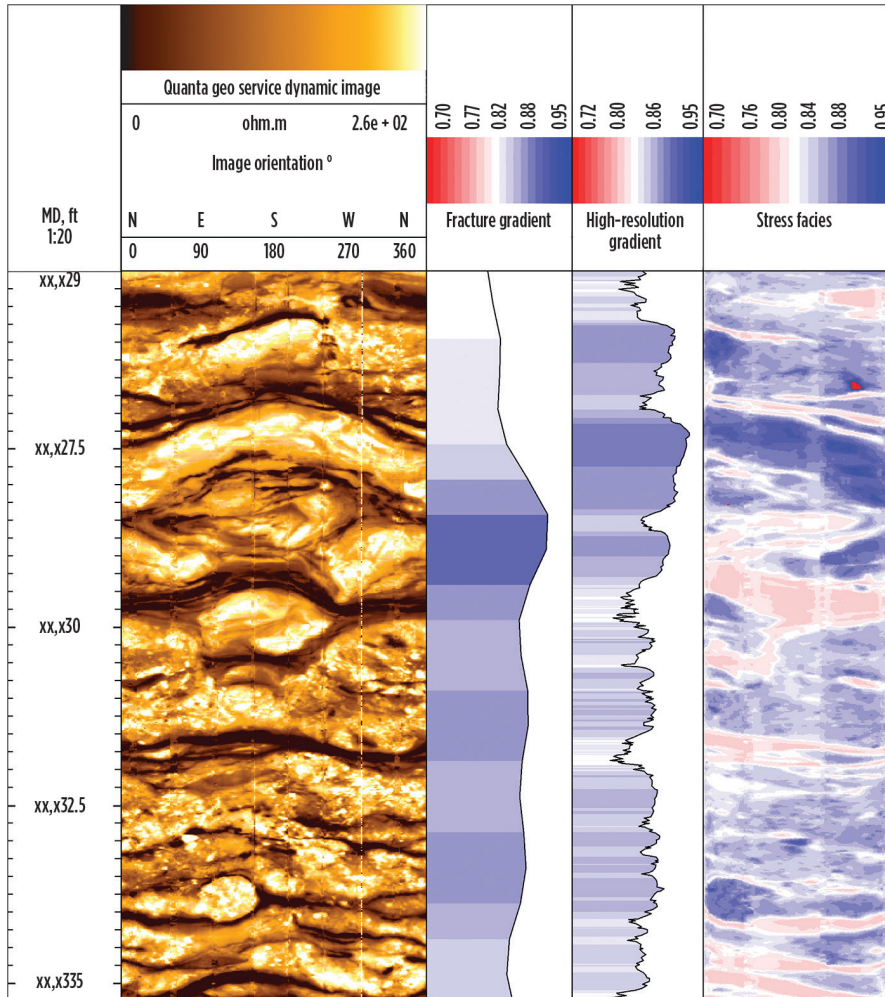 Quanta geo service dynamic image
0 ohm.m 2.6e + 02
Image orientation °
MD, ft
1:20
N E S W N
0 90 180 270 360
0.70 0.77 0.82 0.88 0.95
Fracture gradient
0.72 0.80 0.86 0.95
High-resolution
gradient
0.70 0.76 0.80 0.84 0.88 0.95
Stress facies
xx,x29
xx,x27.5
xx,x30
xx,x32.5
xx,x335